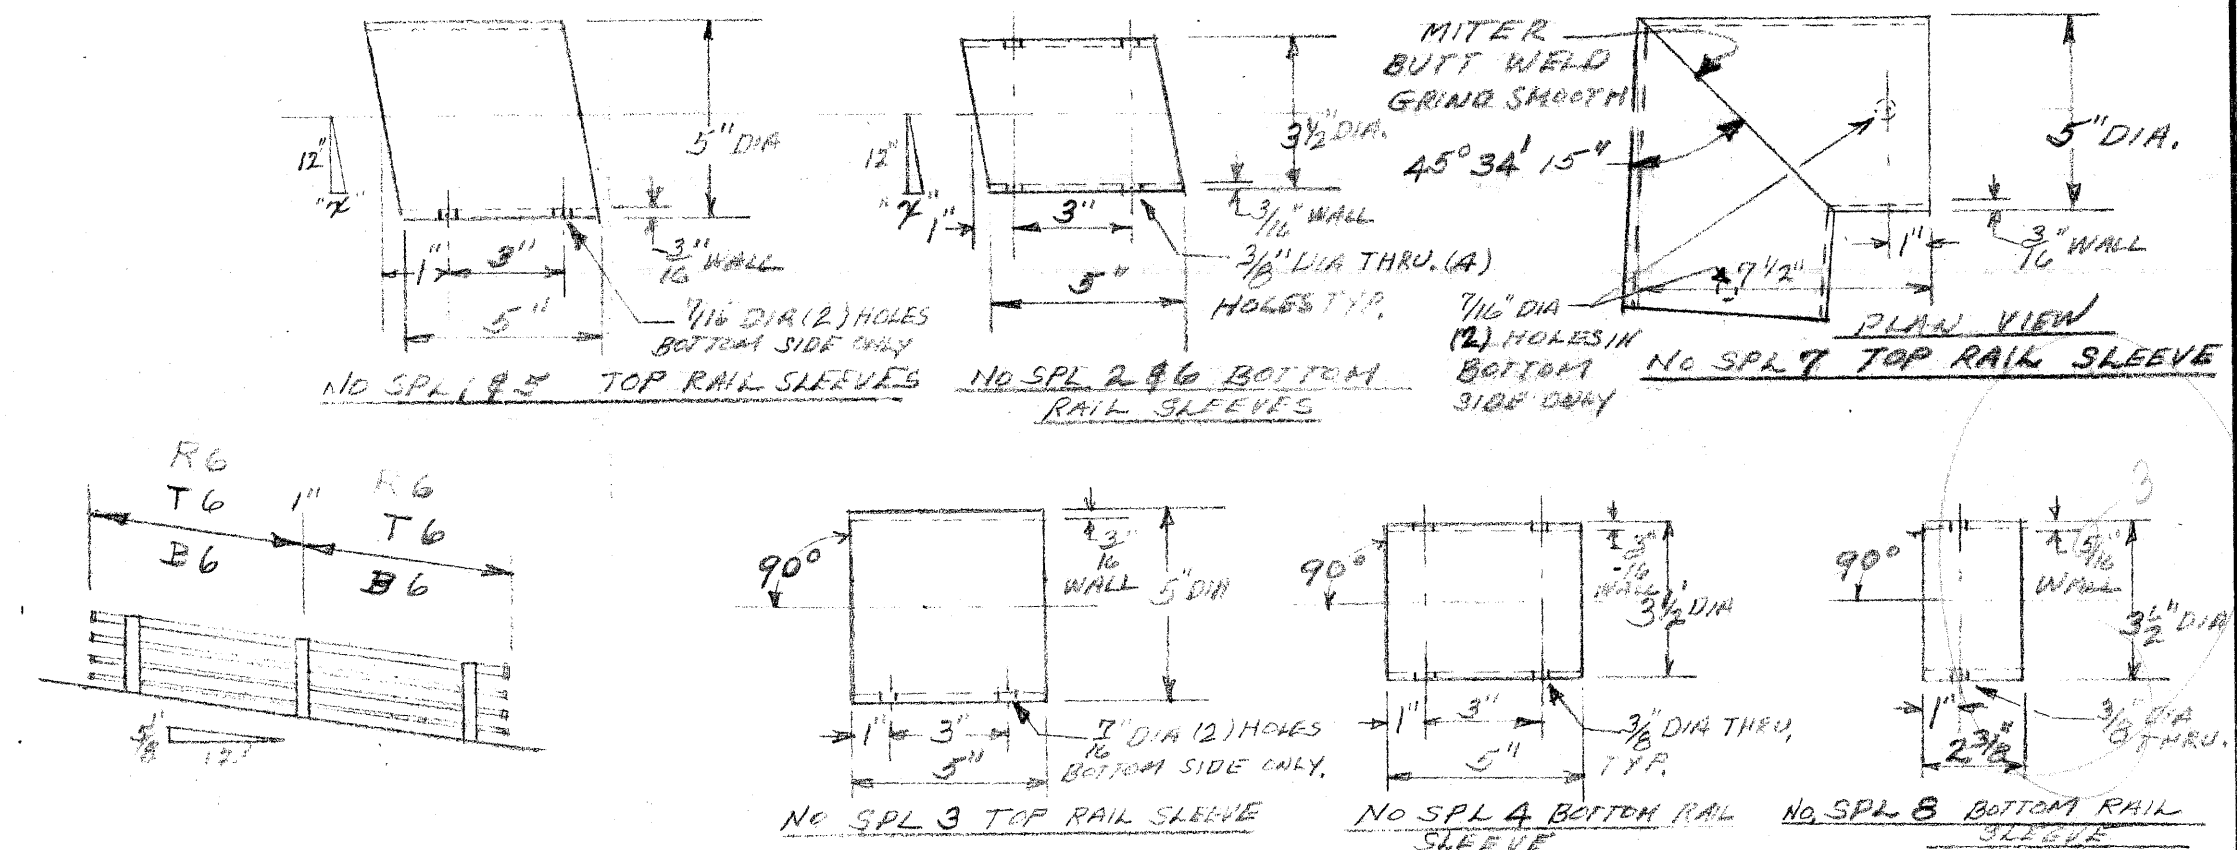 5" DIA
12"
"X"
1"
3"
5"
3/16" WALL
7/16 DIA (2) HOLES
BOTTOM SIDE ONLY
NO SPL 1 & 5 TOP RAIL SLEEVES
3 1/2" DIA.
12"
"X"
1"
3"
5"
3/16" WALL
3/8" DIA THRU. (4)
HOLES TYP.
NO SPL 2 & 6 BOTTOM
RAIL SLEEVES
MITER
BUTT WELD
GRIND SMOOTH
45° 34' 15"
5" DIA.
1"
3/16" WALL
7 1/2"
7/16" DIA
(2) HOLES IN
BOTTOM
SIDE ONLY
PLAN VIEW
NO SPL 7 TOP RAIL SLEEVE
R6
T6
B6
1"
R6
T6
B6
12"
90°
3/16
WALL
5" DIA
1"
3"
5"
7/16" DIA (2) HOLES
BOTTOM SIDE ONLY.
NO SPL 3 TOP RAIL SLEEVE
90°
3/16"
WALL
3 1/2" DIA
1"
3"
5"
3/8" DIA THRU.
TYP.
NO SPL 4 BOTTOM RAIL
SLEEVE
3
90°
5/16"
WALL
3 1/2" DIA
1"
2 3/8"
3/8" DIA
THRU.
NO. SPL 8 BOTTOM RAIL
SLEEVE